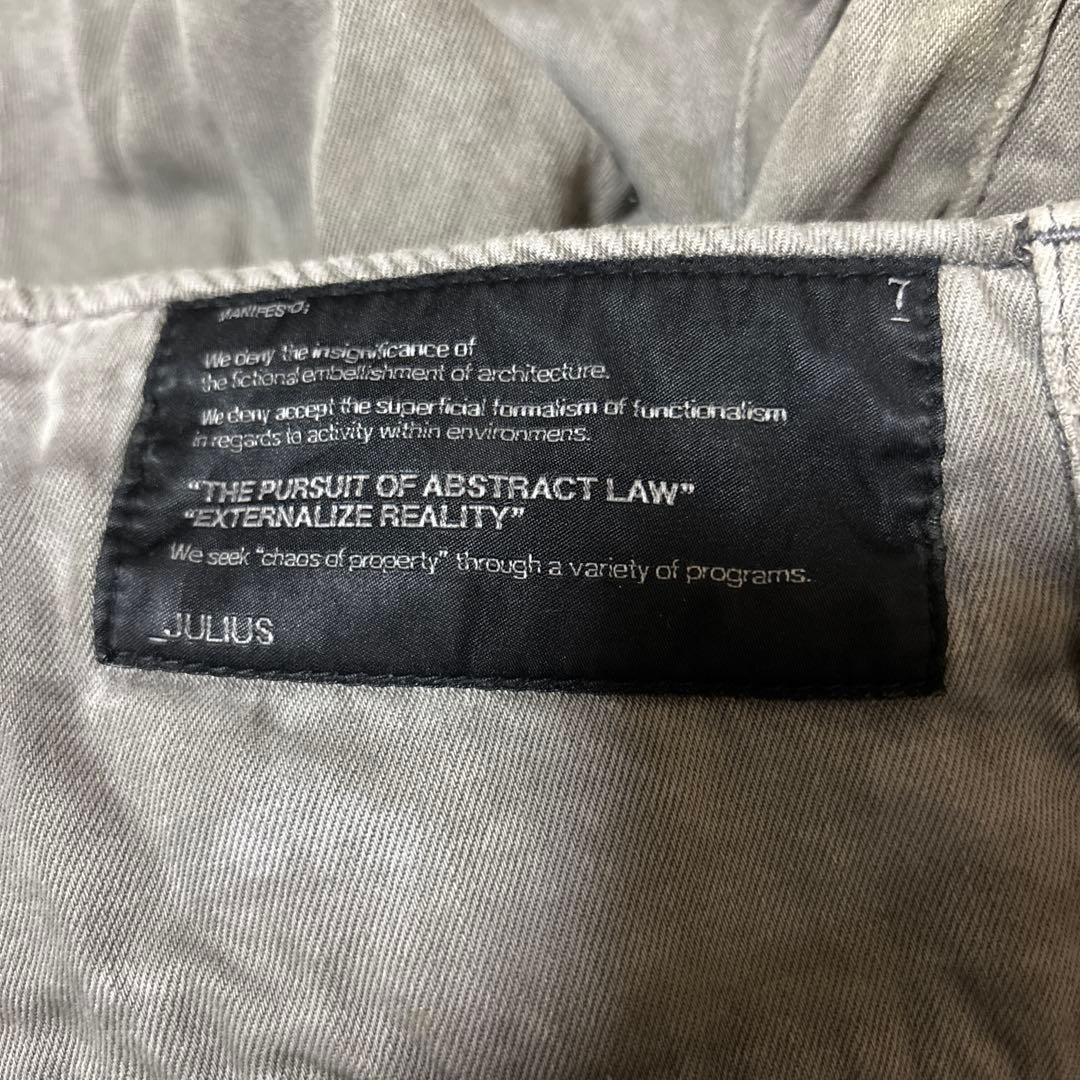 MANIFESTO;
7
We deny the insignificance of
the fictional embellishment of architecture.
We deny accept the superficial formalism of functionalism
in regards to activity within environmens.
"THE PURSUIT OF ABSTRACT LAW"
"EXTERNALIZE REALITY"
We seek "chaos of property" through a variety of programs.
_JULIUS